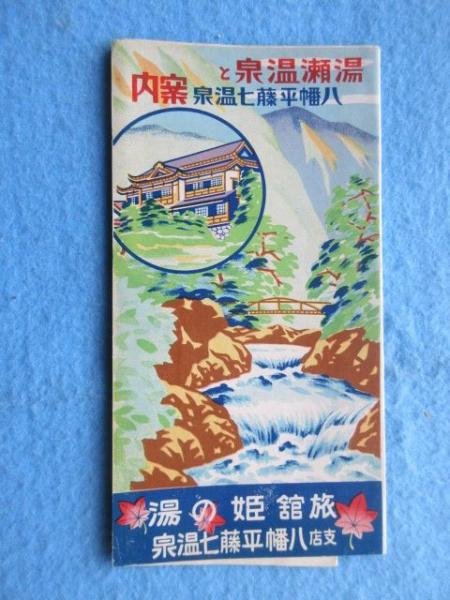 湯瀬温泉と
八幡平藤七温泉
案内
旅舘姫の湯
支店八幡平藤七温泉